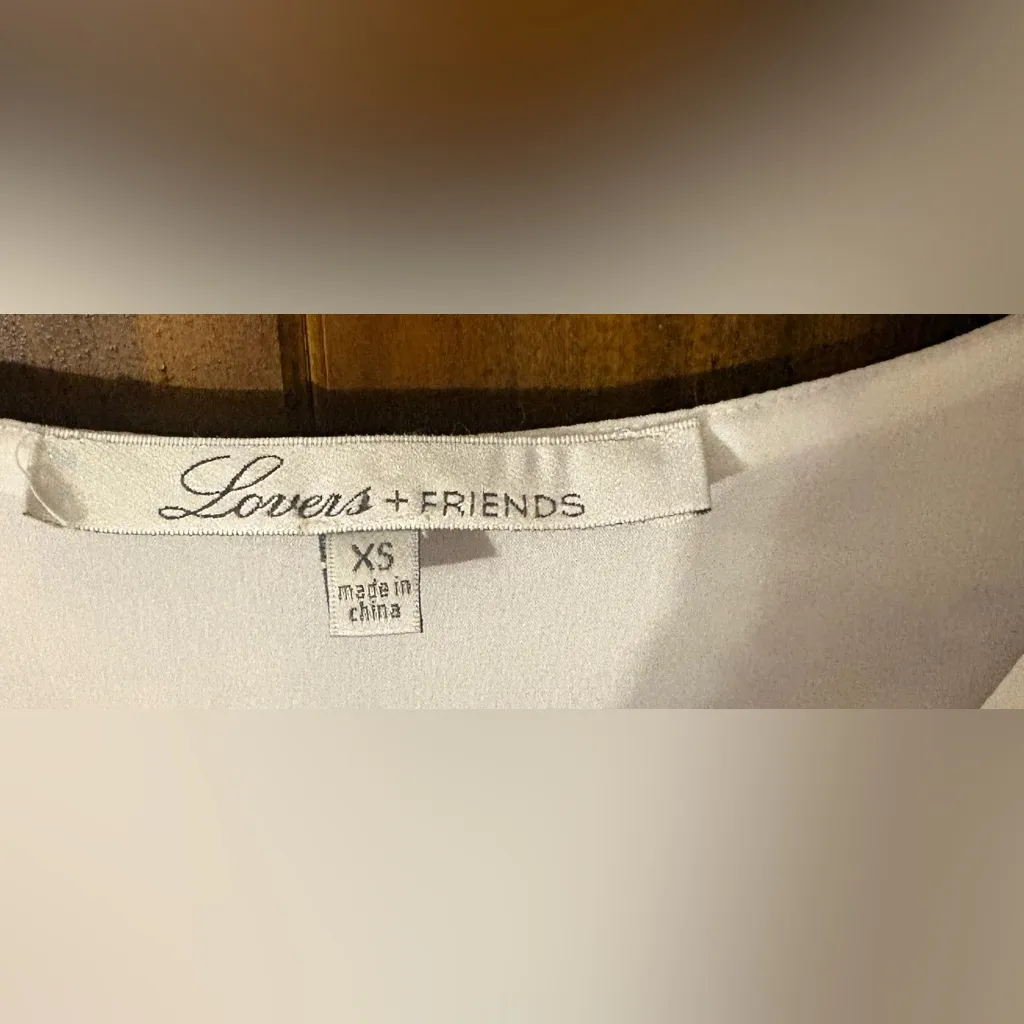 Lovers + FRIENDS
XS
made in
china